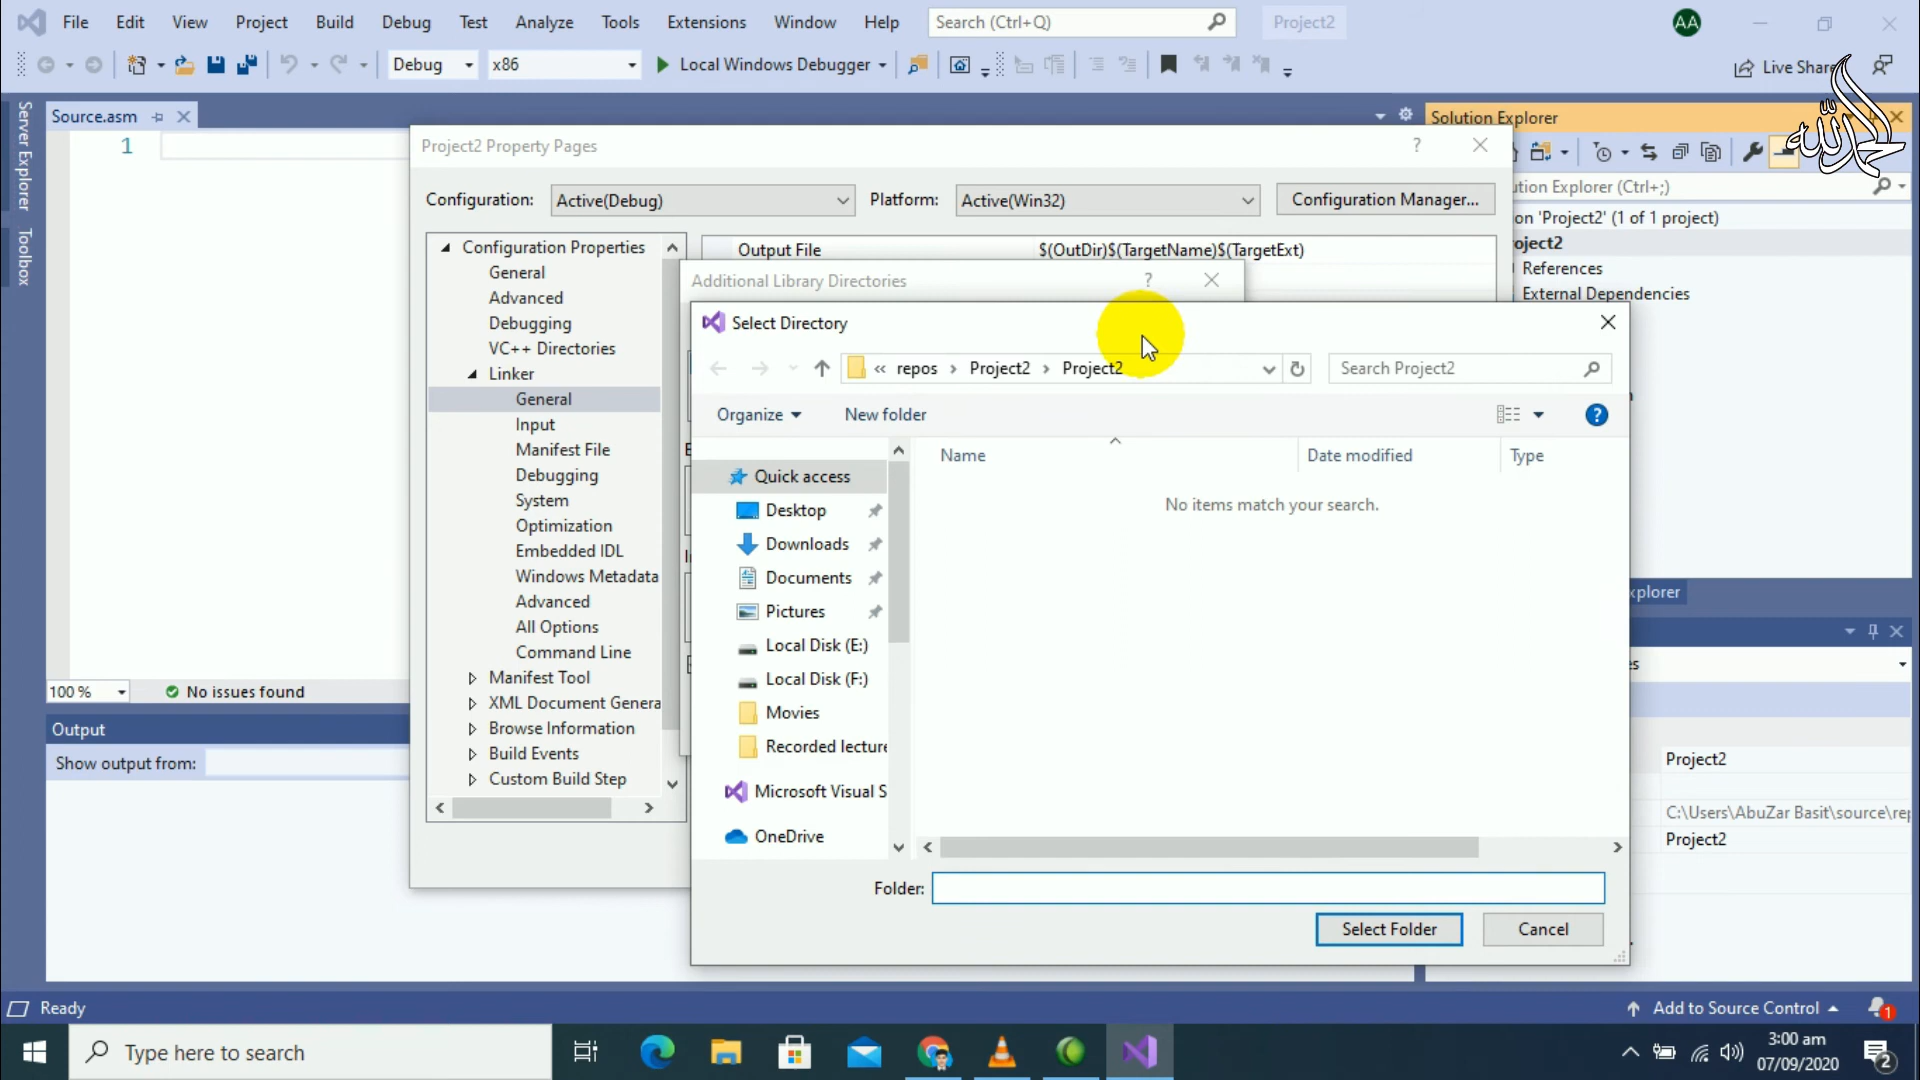 File Edit View Project Build Debug Test Analyze Tools Extensions Window Help Search (Ctrl+Q) Project2 AA
Debug x86 Local Windows Debugger Live Share
الحمدلله
Server Explorer
Toolbox
Source.asm
1
100 % No issues found
Output
Show output from:
Project2 Property Pages ?
Configuration: Active(Debug) Platform: Active(Win32) Configuration Manager...
Configuration Properties
General
Advanced
Debugging
VC++ Directories
Linker
General
Input
Manifest File
Debugging
System
Optimization
Embedded IDL
Windows Metadata
Advanced
All Options
Command Line
Manifest Tool
XML Document Genera
Browse Information
Build Events
Custom Build Step
Output File $(OutDir)$(TargetName)$(TargetExt)
Additional Library Directories ?
Select Directory
« repos › Project2 › Project2 Search Project2
Organize New folder ?
Name Date modified Type
No items match your search.
Quick access
Desktop
Downloads
Documents
Pictures
Local Disk (E:)
Local Disk (F:)
Movies
Recorded lecture
Microsoft Visual S
OneDrive
Folder:
Select Folder Cancel
Solution Explorer
ution Explorer (Ctrl+;)
on 'Project2' (1 of 1 project)
oject2
References
External Dependencies
xplorer
es
Project2
C:\Users\AbuZar Basit\source\rep
Project2
Ready Add to Source Control 1
Type here to search
3:00 am
07/09/2020
2